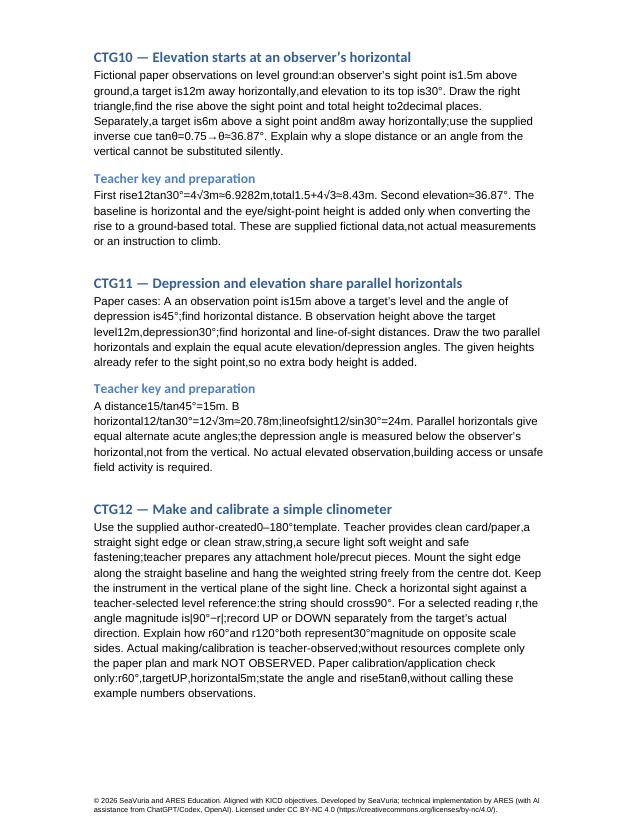 CTG10 — Elevation starts at an observer's horizontal
Fictional paper observations on level ground:an observer's sight point is1.5m above
ground,a target is12m away horizontally,and elevation to its top is30°. Draw the right
triangle,find the rise above the sight point and total height to2decimal places.
Separately,a target is6m above a sight point and8m away horizontally;use the supplied
inverse cue tanθ=0.75→θ≈36.87°. Explain why a slope distance or an angle from the
vertical cannot be substituted silently.
Teacher key and preparation
First rise12tan30°=4√3m≈6.9282m,total1.5+4√3≈8.43m. Second elevation≈36.87°. The
baseline is horizontal and the eye/sight-point height is added only when converting the
rise to a ground-based total. These are supplied fictional data,not actual measurements
or an instruction to climb.
CTG11 — Depression and elevation share parallel horizontals
Paper cases: A an observation point is15m above a target's level and the angle of
depression is45°;find horizontal distance. B observation height above the target
level12m,depression30°;find horizontal and line-of-sight distances. Draw the two parallel
horizontals and explain the equal acute elevation/depression angles. The given heights
already refer to the sight point,so no extra body height is added.
Teacher key and preparation
A distance15/tan45°=15m. B
horizontal12/tan30°=12√3m≈20.78m;lineofsight12/sin30°=24m. Parallel horizontals give
equal alternate acute angles;the depression angle is measured below the observer's
horizontal,not from the vertical. No actual elevated observation,building access or unsafe
field activity is required.
CTG12 — Make and calibrate a simple clinometer
Use the supplied author-created0–180°template. Teacher provides clean card/paper,a
straight sight edge or clean straw,string,a secure light soft weight and safe
fastening;teacher prepares any attachment hole/precut pieces. Mount the sight edge
along the straight baseline and hang the weighted string freely from the centre dot. Keep
the instrument in the vertical plane of the sight line. Check a horizontal sight against a
teacher-selected level reference:the string should cross90°. For a selected reading r,the
angle magnitude is|90°−r|;record UP or DOWN separately from the target's actual
direction. Explain how r60°and r120°both represent30°magnitude on opposite scale
sides. Actual making/calibration is teacher-observed;without resources complete only
the paper plan and mark NOT OBSERVED. Paper calibration/application check
only:r60°,targetUP,horizontal5m;state the angle and rise5tanθ,without calling these
example numbers observations.
© 2026 SeaVuria and ARES Education. Aligned with KICD objectives. Developed by SeaVuria; technical implementation by ARES (with AI
assistance from ChatGPT/Codex, OpenAI). Licensed under CC BY-NC 4.0 (https://creativecommons.org/licenses/by-nc/4.0/).